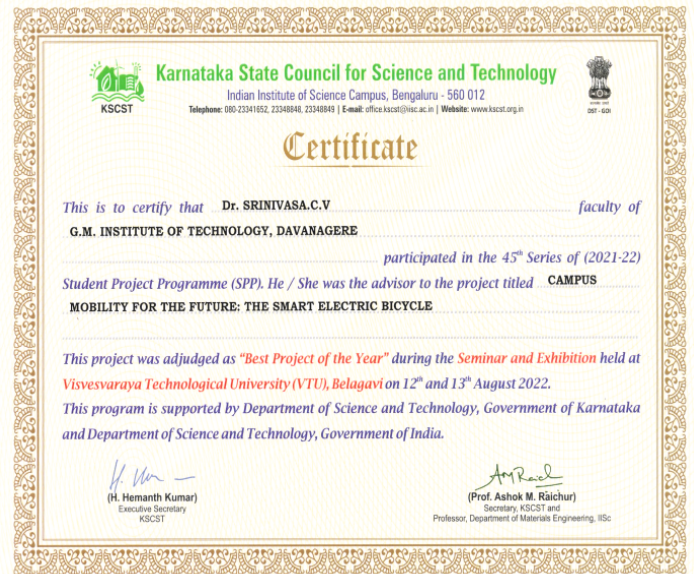 Karnataka State Council for Science and Technology
Indian Institute of Science Campus, Bengaluru - 560 012
Telephone: 080-23341652, 23348848, 23348849 | E-mail: office.kscst@iisc.ac.in | Website: www.kscst.org.in
KSCST
DST - GOI
Certificate
This is to certify that Dr. SRINIVASA.C.V faculty of
G.M. INSTITUTE OF TECHNOLOGY, DAVANAGERE
participated in the 45th Series of (2021-22)
Student Project Programme (SPP). He / She was the advisor to the project titled CAMPUS
MOBILITY FOR THE FUTURE: THE SMART ELECTRIC BICYCLE
This project was adjudged as “Best Project of the Year” during the Seminar and Exhibition held at
Visvesvaraya Technological University (VTU), Belagavi on 12th and 13th August 2022.
This program is supported by Department of Science and Technology, Government of Karnataka
and Department of Science and Technology, Government of India.
(H. Hemanth Kumar)
Executive Secretary
KSCST
(Prof. Ashok M. Raichur)
Secretary, KSCST and
Professor, Department of Materials Engineering, IISc